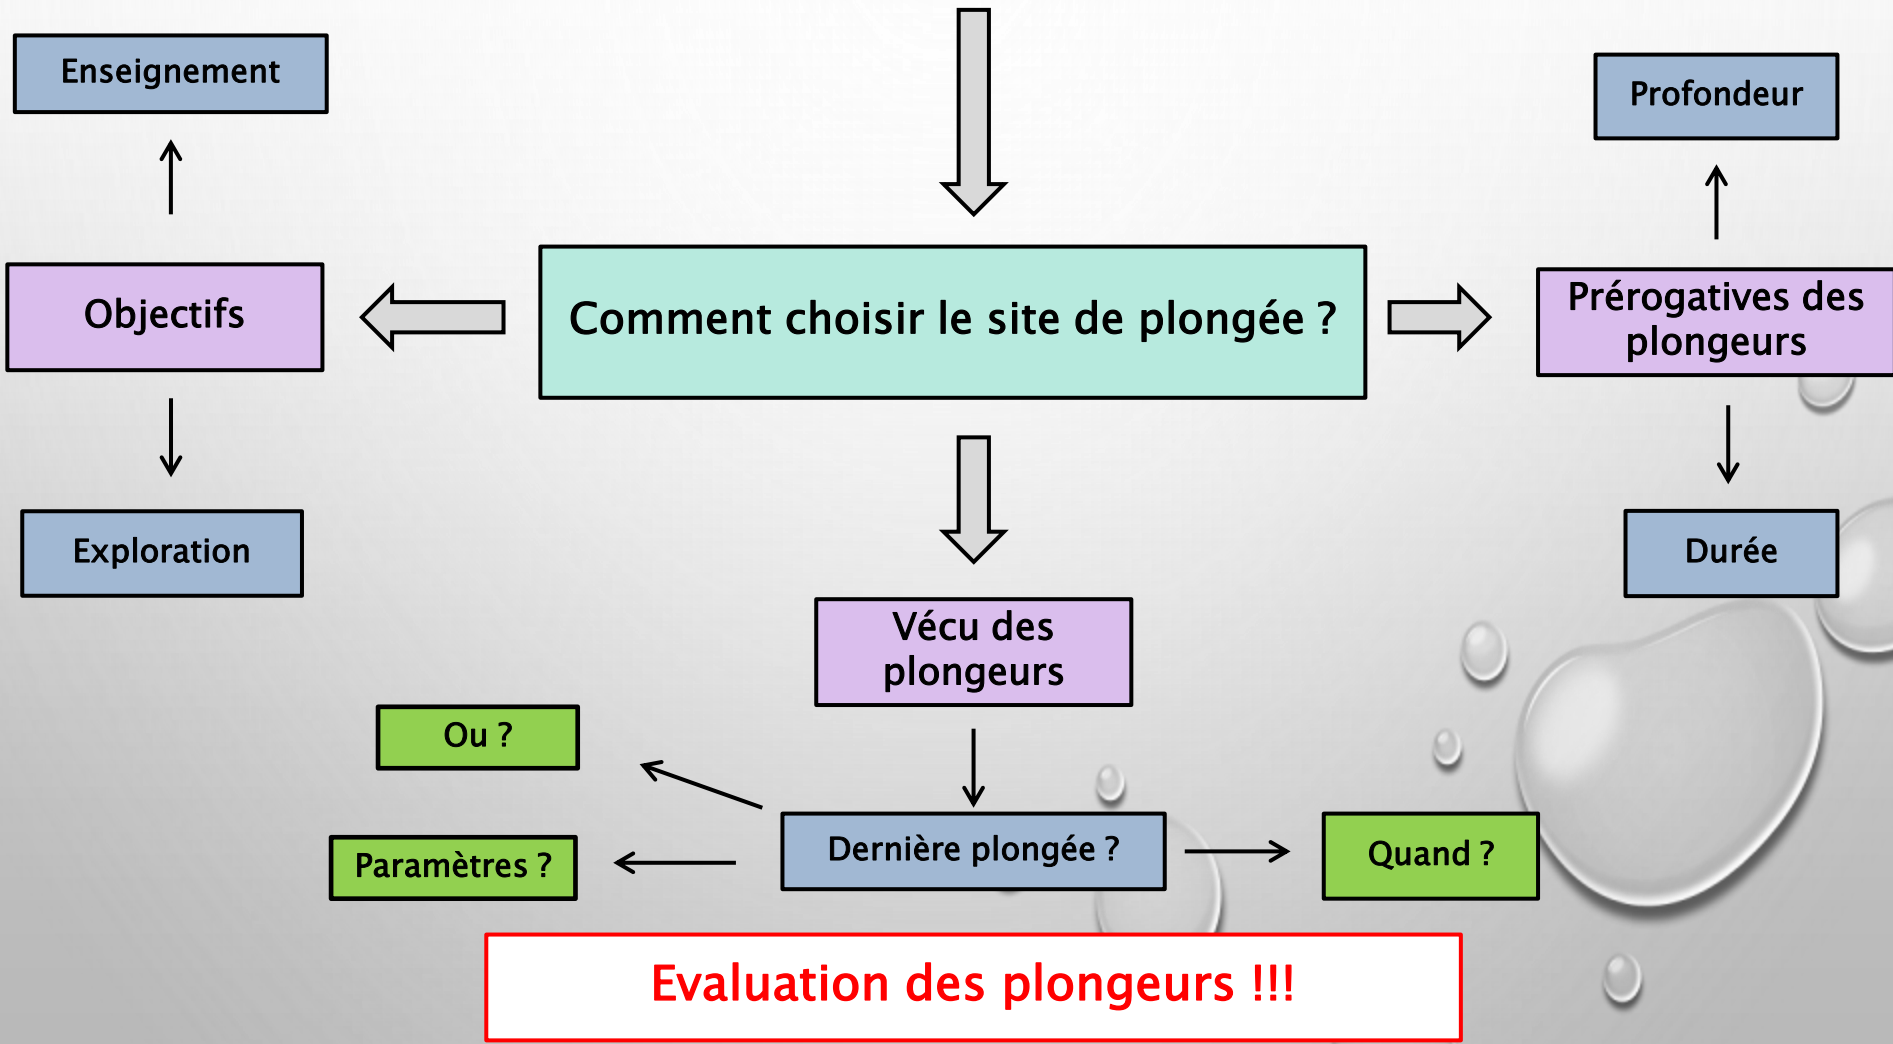 Enseignement
Profondeur
Objectifs
Comment choisir le site de plongée ?
Prérogatives des
plongeurs
Exploration
Durée
Vécu des
plongeurs
Ou ?
Dernière plongée ?
Paramètres ?
Quand ?
Evaluation des plongeurs !!!